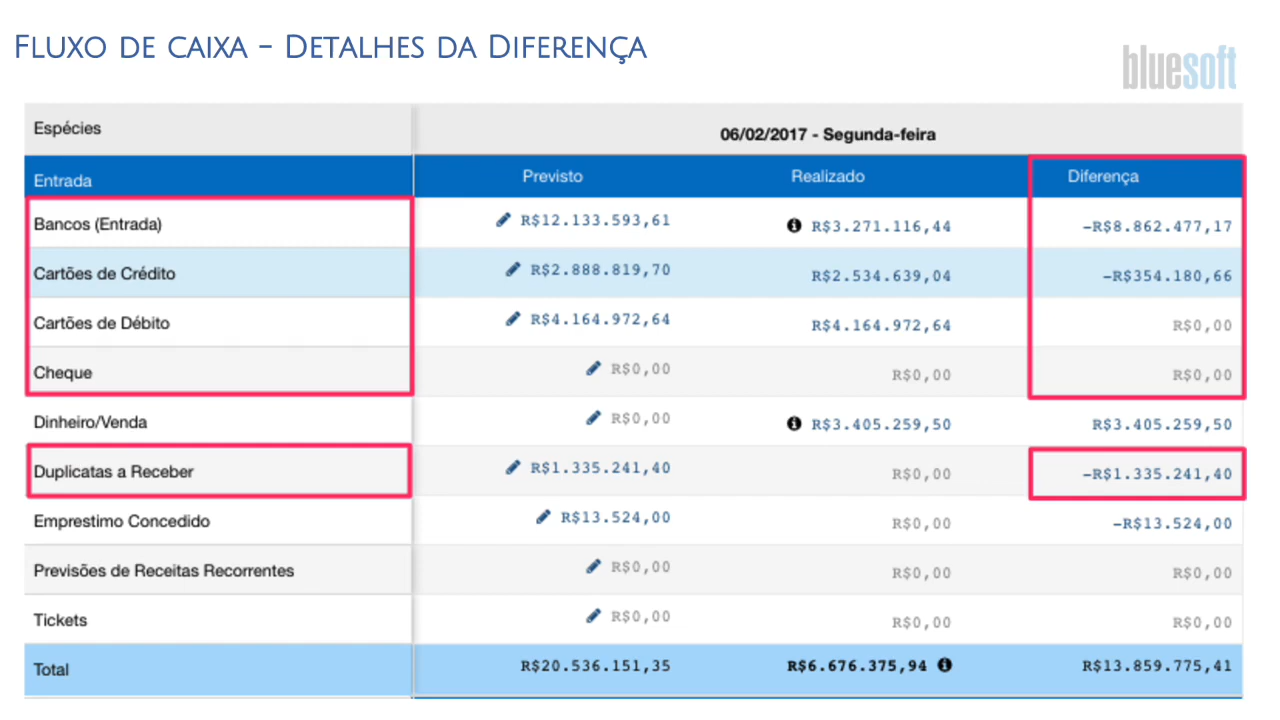 Fluxo de caixa - Detalhes da Diferença
bluesoft
Espécies 06/02/2017 - Segunda-feira
Entrada Previsto Realizado Diferença
Bancos (Entrada) R$12.133.593,61 R$3.271.116,44 -R$8.862.477,17
Cartões de Crédito R$2.888.819,70 R$2.534.639,04 -R$354.180,66
Cartões de Débito R$4.164.972,64 R$4.164.972,64 R$0,00
Cheque R$0,00 R$0,00 R$0,00
Dinheiro/Venda R$0,00 R$3.405.259,50 R$3.405.259,50
Duplicatas a Receber R$1.335.241,40 R$0,00 -R$1.335.241,40
Emprestimo Concedido R$13.524,00 R$0,00 -R$13.524,00
Previsões de Receitas Recorrentes R$0,00 R$0,00 R$0,00
Tickets R$0,00 R$0,00 R$0,00
Total R$20.536.151,35 R$6.676.375,94 R$13.859.775,41